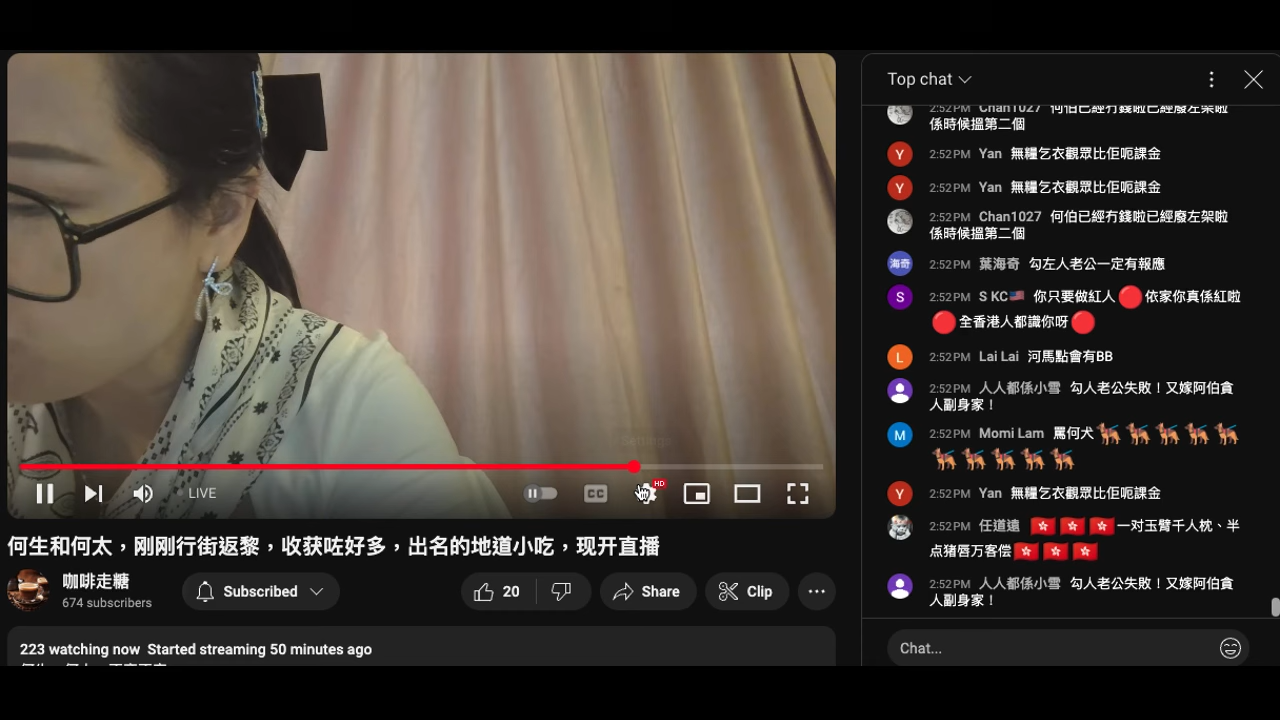 Top chat
2:52PM Chan1027 何伯已經冇錢啦已經廢左架啦
係時候搵第二個
Y 2:52PM Yan 無糧乞衣觀眾比佢呃課金
Y 2:52PM Yan 無糧乞衣觀眾比佢呃課金
2:52PM Chan1027 何伯已經冇錢啦已經廢左架啦
係時候搵第二個
海奇 2:52PM 葉海奇 勾左人老公一定有報應
S 2:52PM S KC🇺🇸 你只要做紅人🔴依家你真係紅啦
🔴全香港人都識你呀🔴
L 2:52PM Lai Lai 河馬點會有BB
2:52PM 人人都係小雪 勾人老公失敗！又嫁阿伯貪
人副身家！
M 2:52PM Momi Lam 罵何犬🐕‍🦺🐕‍🦺🐕‍🦺🐕‍🦺🐕‍🦺
🐕‍🦺🐕‍🦺🐕‍🦺🐕‍🦺🐕‍🦺
Y 2:52PM Yan 無糧乞衣觀眾比佢呃課金
2:52PM 任道遠 🇭🇰🇭🇰🇭🇰一对玉臂千人枕、半
点猪唇万客偿🇭🇰🇭🇰🇭🇰
2:52PM 人人都係小雪 勾人老公失敗！又嫁阿伯貪
人副身家！
Chat...
Settings
LIVE CC HD
何生和何太，刚刚行街返黎，收获咗好多，出名的地道小吃，现开直播
咖啡走糖
674 subscribers
Subscribed 20 Share Clip
223 watching now Started streaming 50 minutes ago